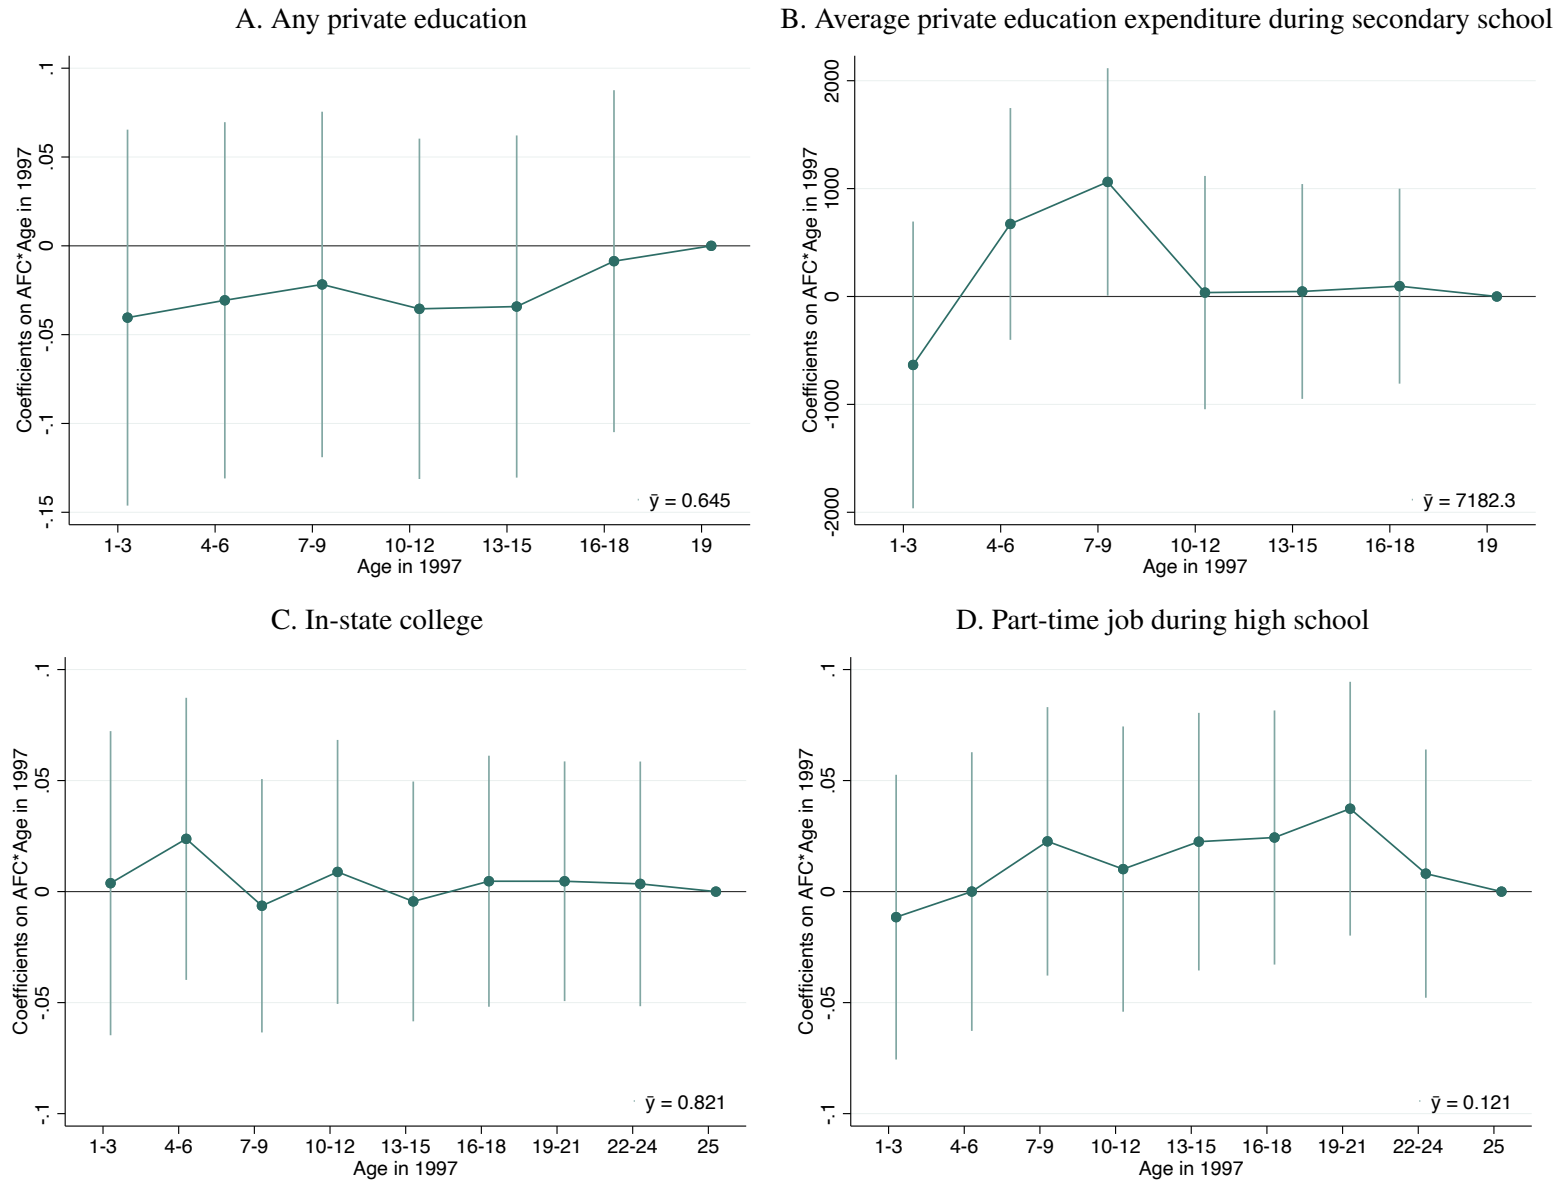 A. Any private education
Coefficients on AFC*Age in 1997
.1
.05
0
-.05
-.1
-.15
ȳ = 0.645
1-3 4-6 7-9 10-12 13-15 16-18 19
Age in 1997
B. Average private education expenditure during secondary school
Coefficients on AFC*Age in 1997
2000
1000
0
-1000
-2000
ȳ = 7182.3
1-3 4-6 7-9 10-12 13-15 16-18 19
Age in 1997
C. In-state college
Coefficients on AFC*Age in 1997
.1
.05
0
-.05
-.1
ȳ = 0.821
1-3 4-6 7-9 10-12 13-15 16-18 19-21 22-24 25
Age in 1997
D. Part-time job during high school
Coefficients on AFC*Age in 1997
.1
.05
0
-.05
-.1
ȳ = 0.121
1-3 4-6 7-9 10-12 13-15 16-18 19-21 22-24 25
Age in 1997